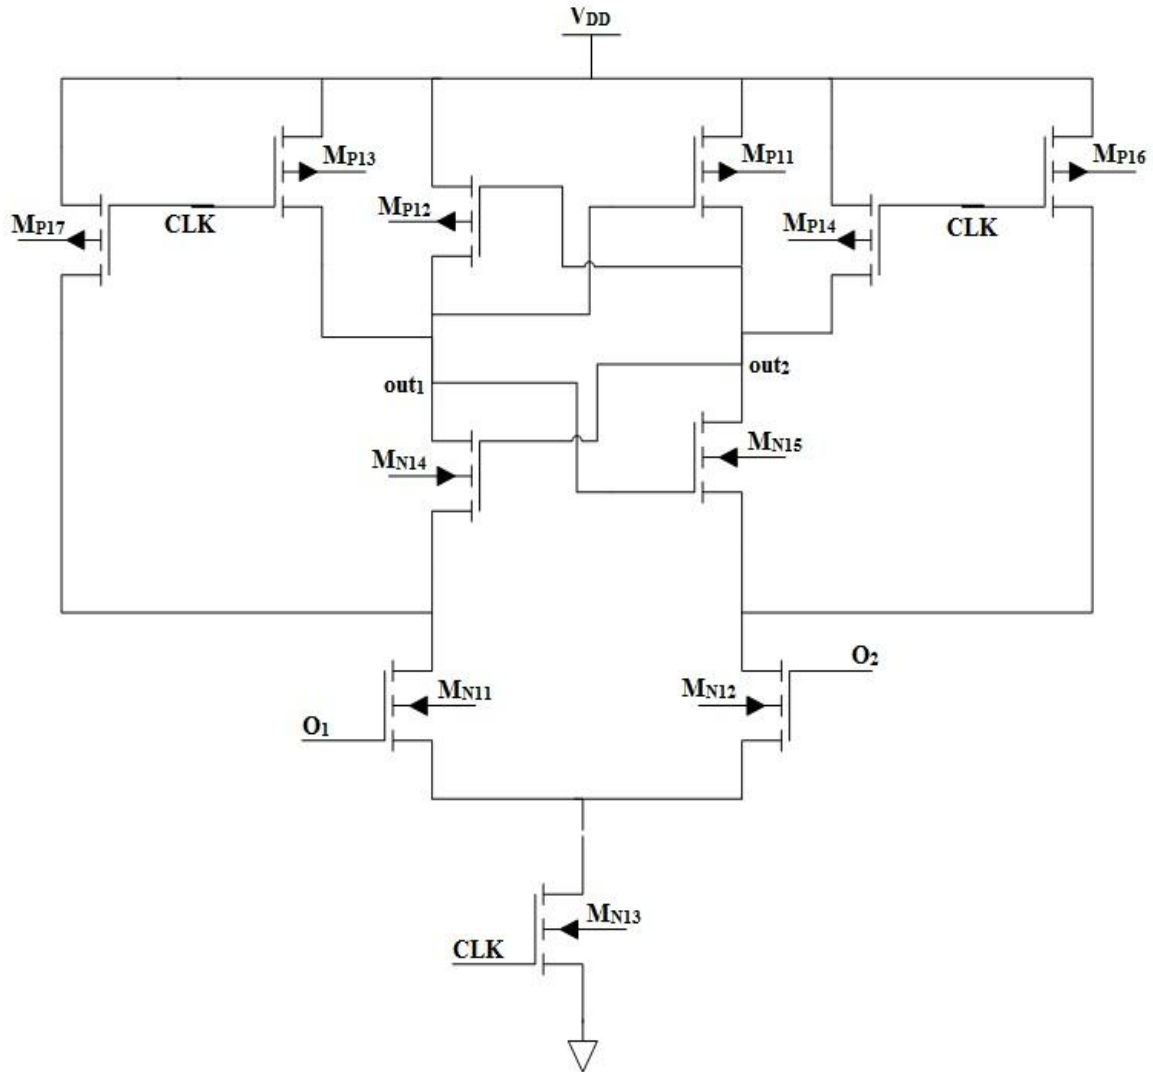 VDD
MP13
MP11
MP16
MP17
CLK
MP12
MP14
CLK
out1
out2
MN14
MN15
O2
MN11
MN12
O1
MN13
CLK